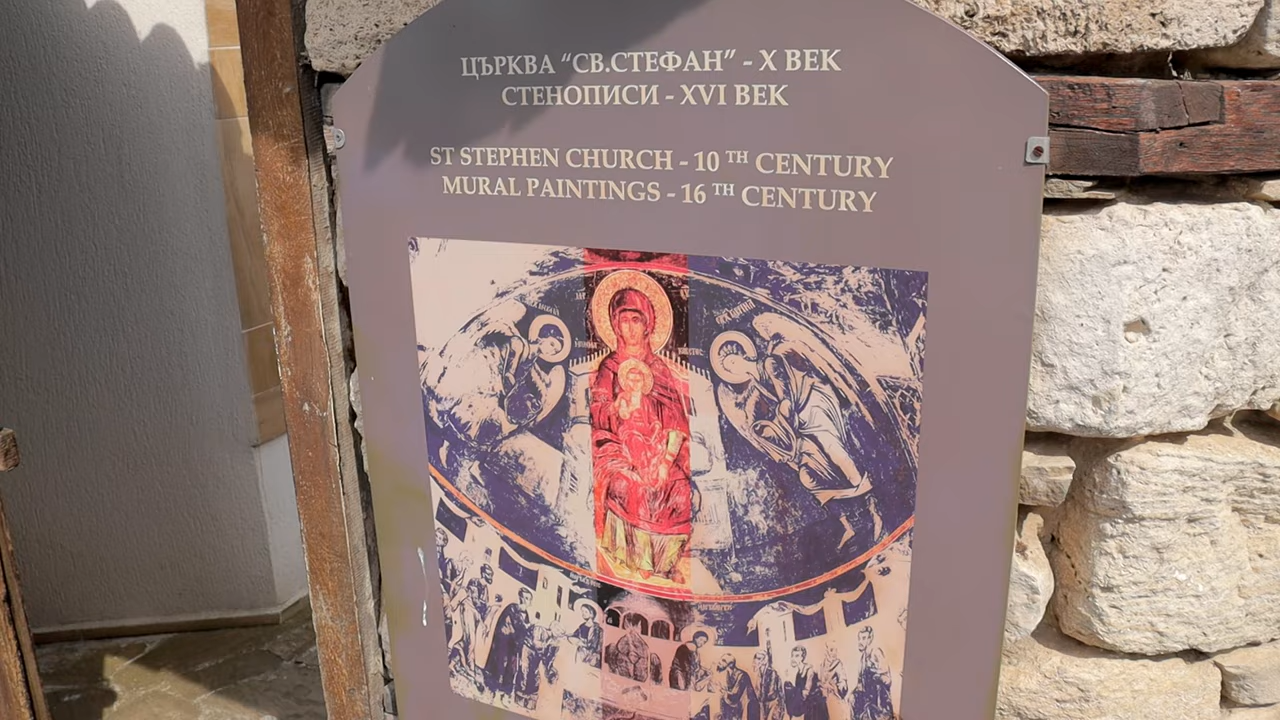 ЦЪРКВА “СВ.СТЕФАН” - X ВЕК
СТЕНОПИСИ - XVI ВЕК
ST STEPHEN CHURCH - 10 TH CENTURY
MURAL PAINTINGS - 16 TH CENTURY